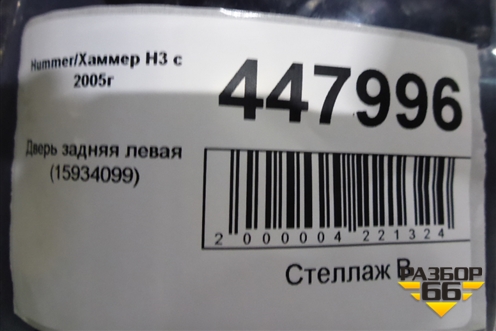 Hummer/Хаммер H3 с
2005г
447996
Дверь задняя левая
(15934099)
2 000004 221324
Стеллаж В
РАЗБОР
66